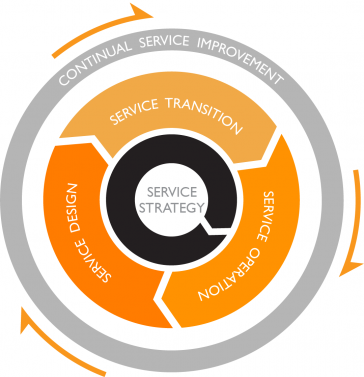 CONTINUAL SERVICE IMPROVEMENT
SERVICE TRANSITION
SERVICE
STRATEGY
SERVICE DESIGN
SERVICE OPERATION